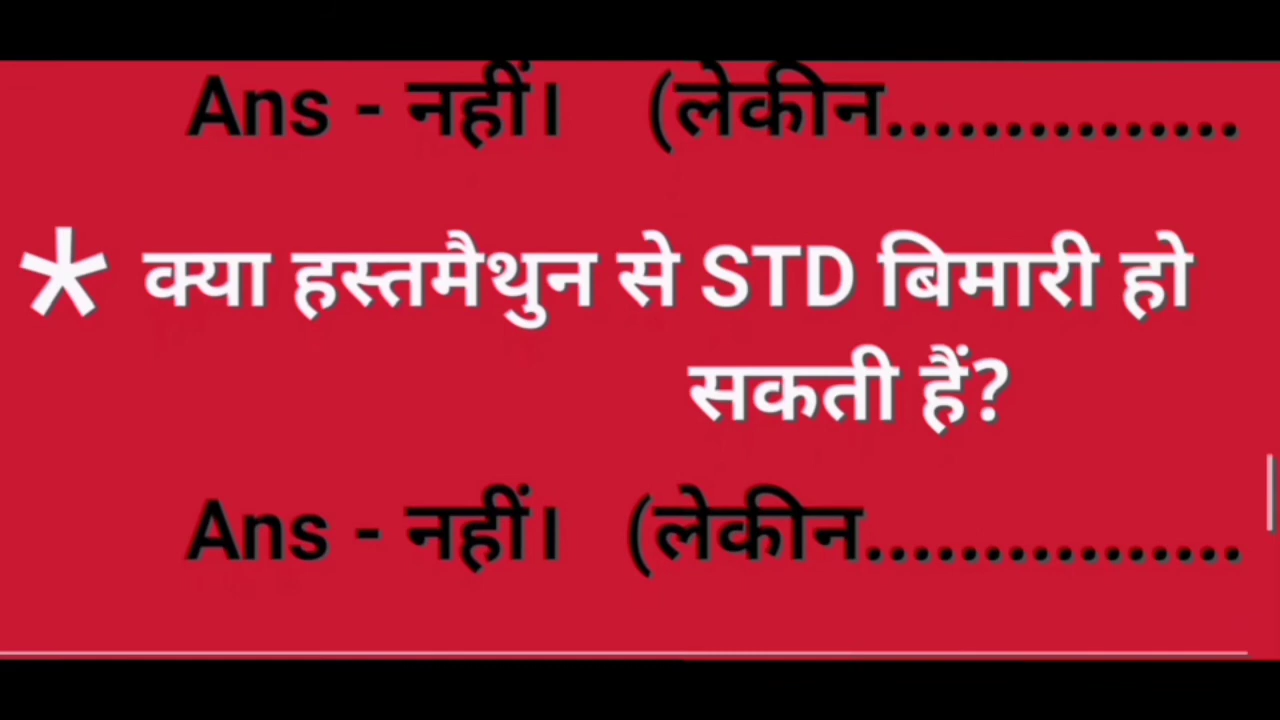 Ans - नहीं। (लेकीन...............
* क्या हस्तमैथुन से STD बिमारी हो
सकती हैं?
Ans - नहीं। (लेकीन................